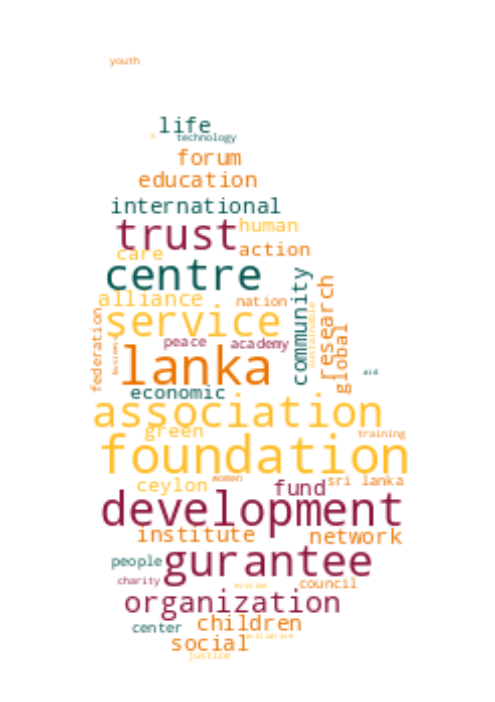 youth
life
technology
forum
education
international
trust
human
care
action
centre
community
alliance
nation
research
service
sustainable
federation
global
peace
academy
business
lanka
aid
economic
association
green
training
foundation
women
ceylon
fund
sri lanka
development
institute
network
people
gurantee
charity
council
organization
center
children
social
justice